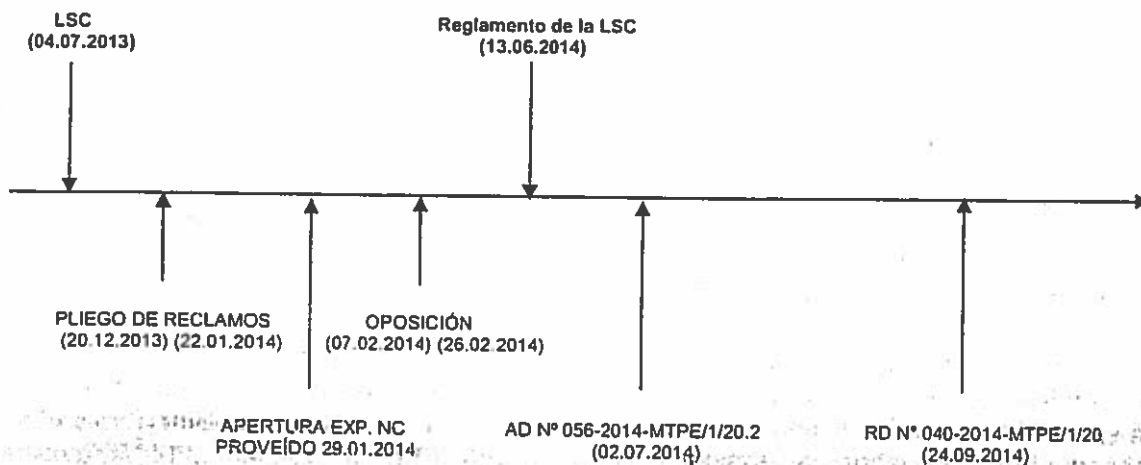 LSC
(04.07.2013)
Reglamento de la LSC
(13.06.2014)
PLIEGO DE RECLAMOS
(20.12.2013) (22.01.2014)
OPOSICIÓN
(07.02.2014) (26.02.2014)
APERTURA EXP. NC
PROVEÍDO 29.01.2014
AD Nº 056-2014-MTPE/1/20.2
(02.07.2014)
RD N° 040-2014-MTPE/1/20
(24.09.2014)